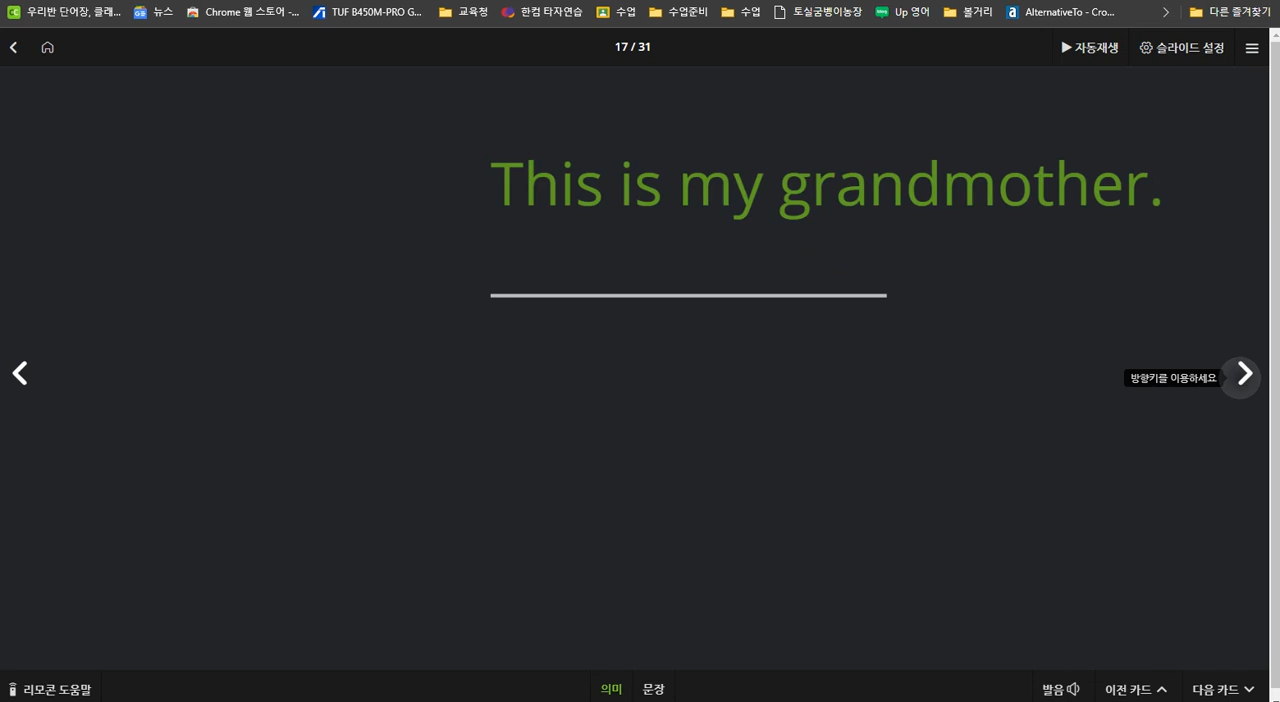 우리반 단어장, 클래... 뉴스 Chrome 웹 스토어 -... TUF B450M-PRO G... 교육청 한컴 타자연습 수업 수업준비 수업 토실굼벵이농장 Up 영어 볼거리 AlternativeTo - Cro... 다른 즐겨찾기
17 / 31 자동재생 슬라이드 설정
This is my grandmother.
방향키를 이용하세요
리모콘 도움말 의미 문장 발음 이전 카드 다음 카드